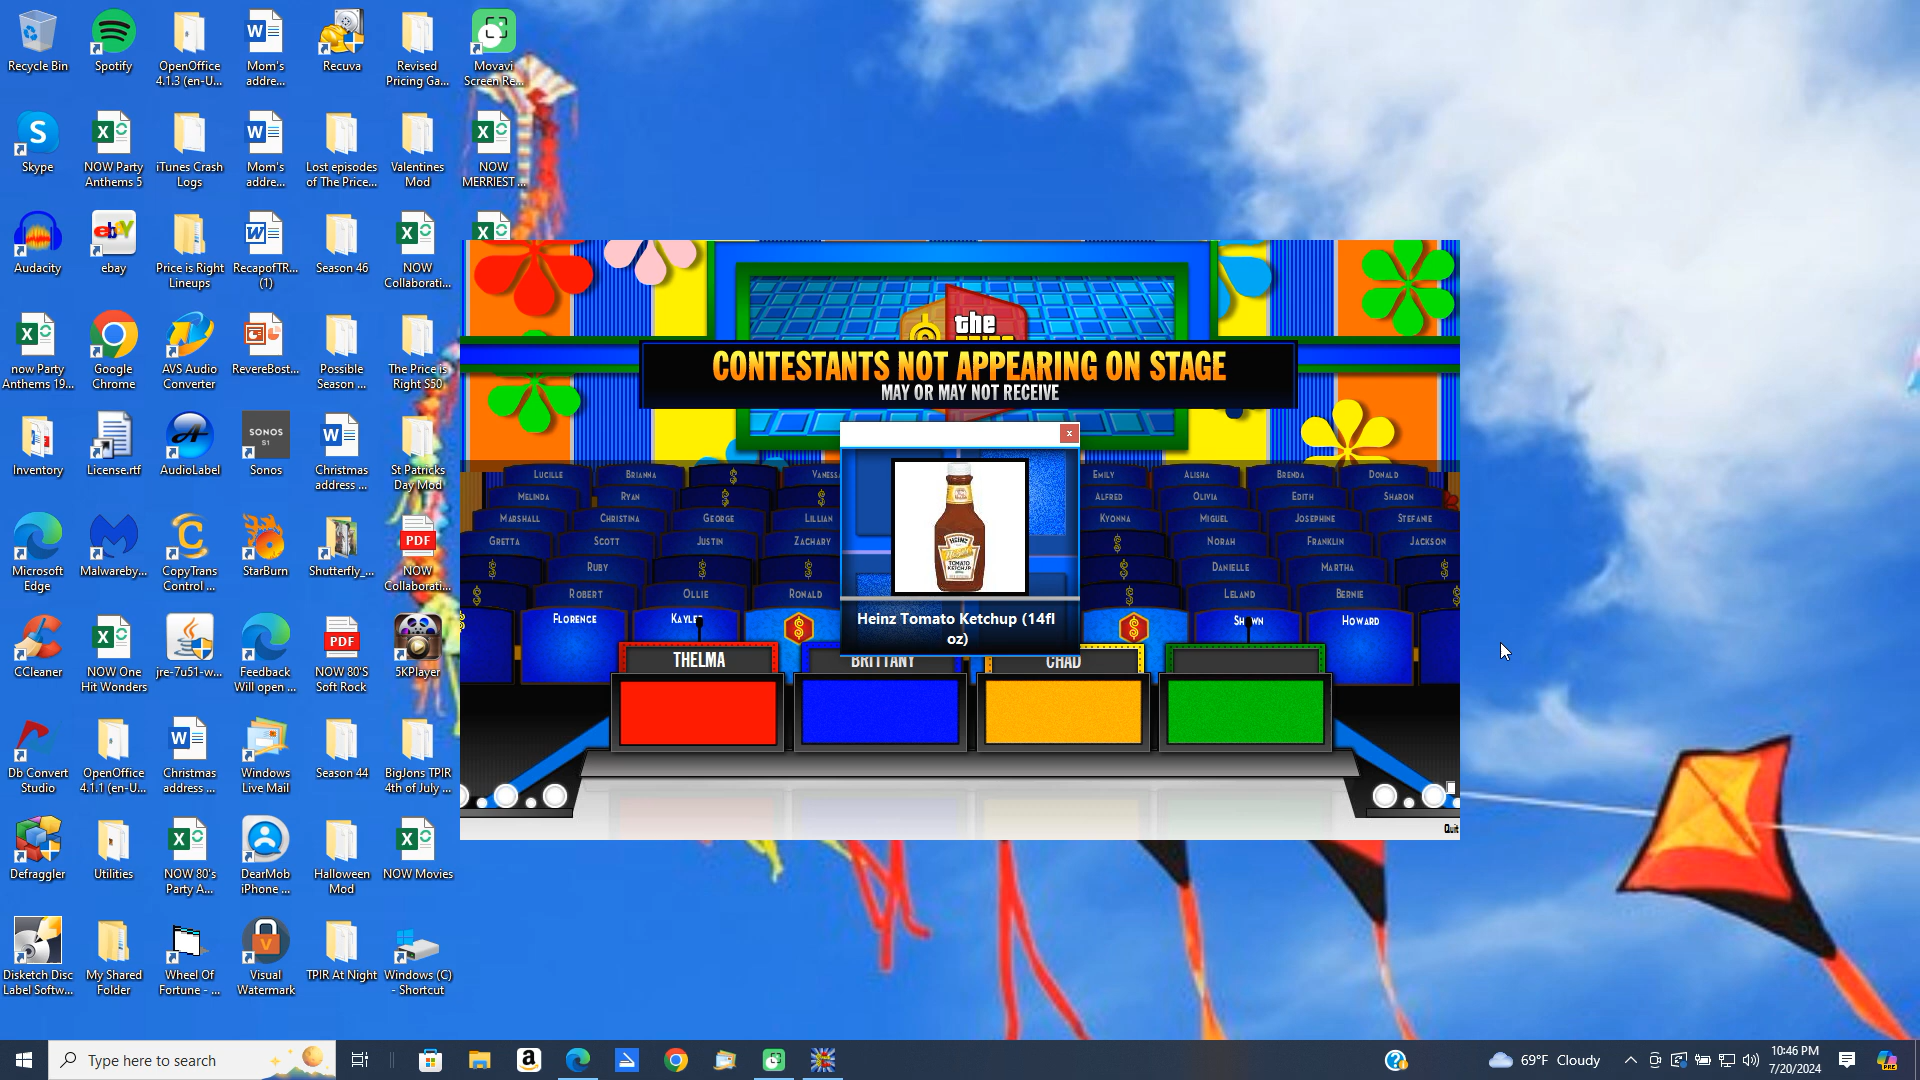 Recycle Bin
Spotify
OpenOffice
4.1.3 (en-U...
Mom's
addre...
Recuva
Revised
Pricing Ga...
Movavi
Screen Re...
Skype
NOW Party
Anthems 5
iTunes Crash
Logs
Mom's
addre...
Lost episodes
of The Price...
Valentines
Mod
NOW
MERRIEST ...
Audacity
ebay
Price is Right
Lineups
RecapofTR...
(1)
Season 46
NOW
Collaborati...
now Party
Anthems 19...
Google
Chrome
AVS Audio
Converter
RevereBost...
Possible
Season ...
The Price is
Right S50
Inventory
License.rtf
AudioLabel
SONOS
S1
Sonos
Christmas
address ...
St Patricks
Day Mod
Microsoft
Edge
Malwareby...
CopyTrans
Control ...
StarBurn
Shutterfly_...
PDF
NOW
Collaborati...
CCleaner
NOW One
Hit Wonders
jre-7u51-w...
Feedback
Will open ...
PDF
NOW 80'S
Soft Rock
5KPlayer
Db Convert
Studio
OpenOffice
4.1.1 (en-U...
Christmas
address ...
Windows
Live Mail
Season 44
BigJons TPIR
4th of July ...
Defraggler
Utilities
NOW 80's
Party A...
DearMob
iPhone ...
Halloween
Mod
NOW Movies
Disketch Disc
Label Softw...
My Shared
Folder
Wheel Of
Fortune - ...
Visual
Watermark
TPIR At Night
Windows (C)
- Shortcut
the
CONTESTANTS NOT APPEARING ON STAGE
MAY OR MAY NOT RECEIVE
LUCILLE BRIANNA VANESS EMILY ALISHA BRENDA DONALD
MELINDA RYAN ALFRED OLIVIA EDITH SHARON
MARSHALL CHRISTINA GEORGE LILLIAN KYONNA MIGUEL JOSEPHINE STEFANIE
GRETTA SCOTT JUSTIN ZACHARY NORAH FRANKLIN JACKSON
RUBY DANIELLE MARTHA
ROBERT OLLIE RONALD LELAND BERNIE
FLORENCE HOWARD
HEINZ
TOMATO
KETCHUP
Heinz Tomato Ketchup (14fl
oz)
THELMA BRITTANY CHAD
Quit
Type here to search
69°F Cloudy
10:46 PM
7/20/2024